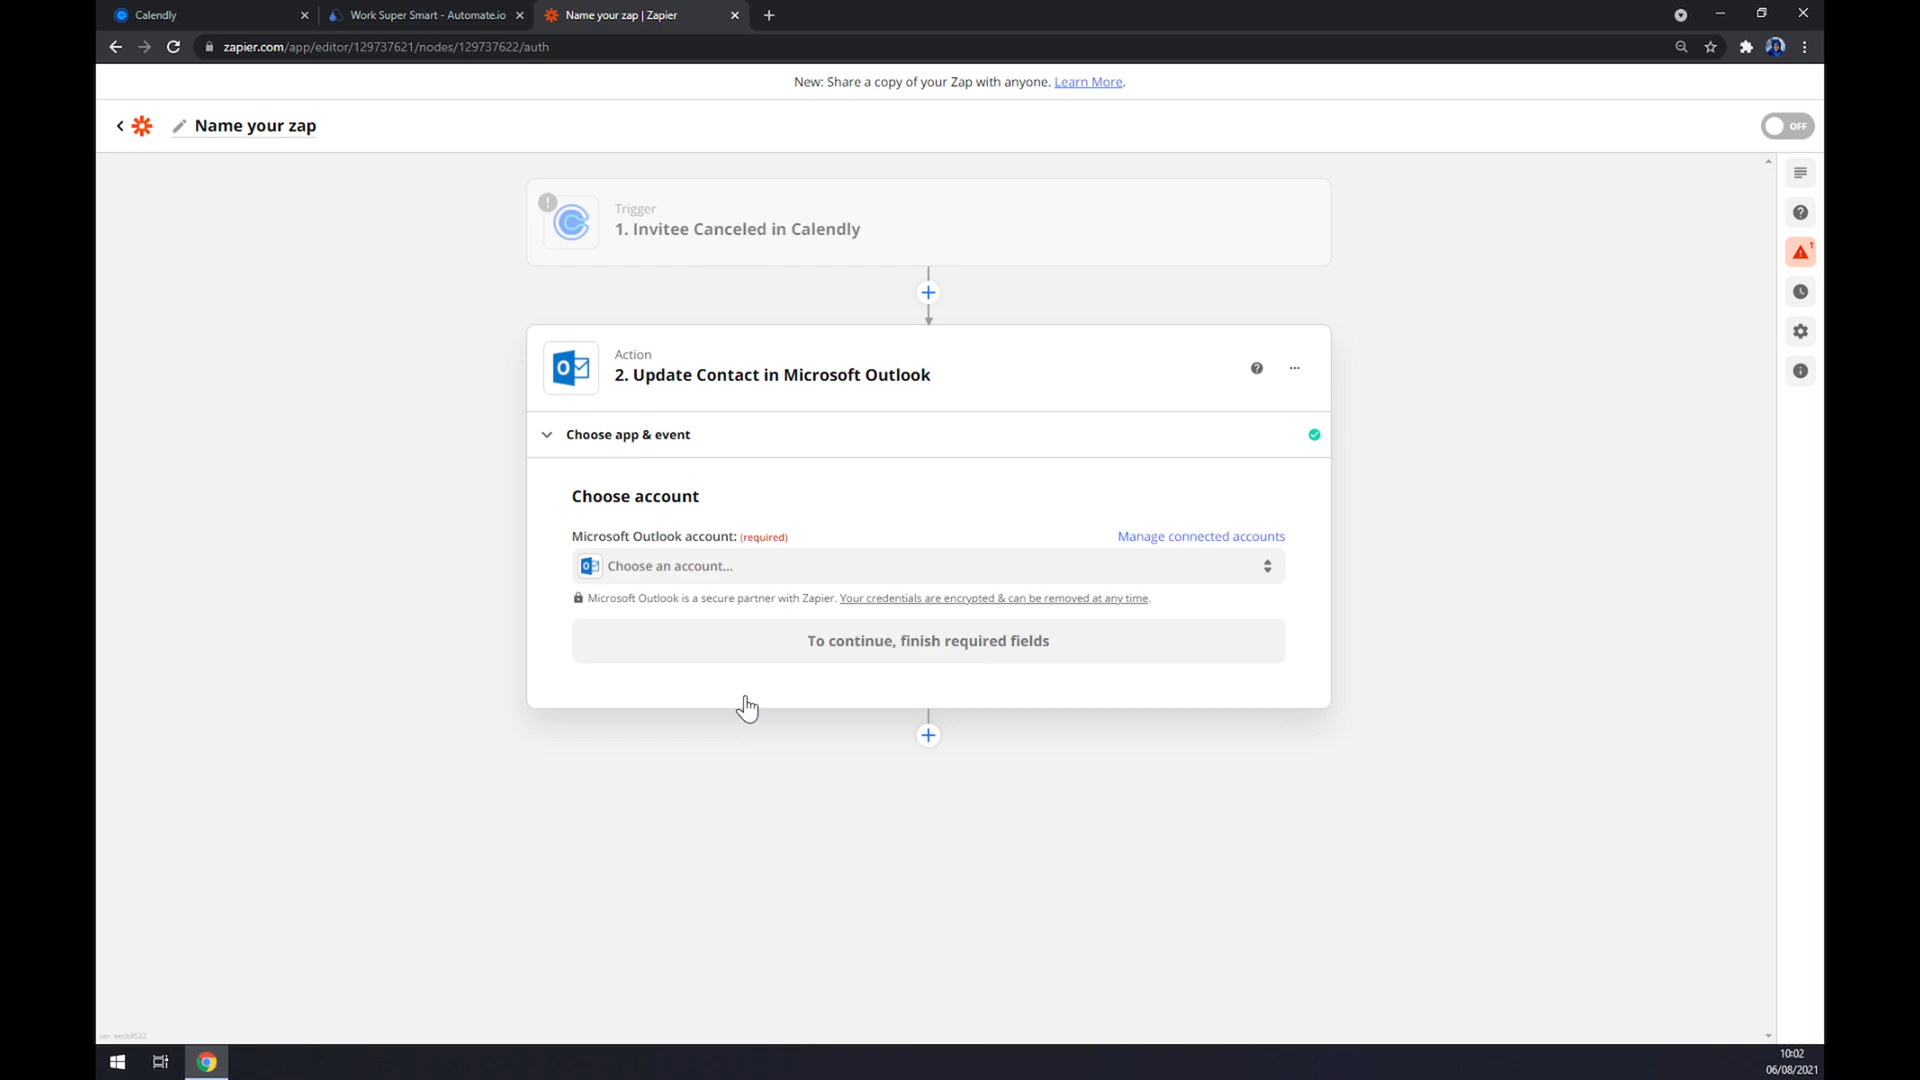 Calendly
Work Super Smart - Automate.io
Name your zap | Zapier
zapier.com/app/editor/129737621/nodes/129737622/auth
New: Share a copy of your Zap with anyone. Learn More.
Name your zap
OFF
Trigger
1. Invitee Canceled in Calendly
1
Action
2. Update Contact in Microsoft Outlook
Choose app & event
Choose account
Microsoft Outlook account: (required)
Manage connected accounts
Choose an account...
Microsoft Outlook is a secure partner with Zapier. Your credentials are encrypted & can be removed at any time.
To continue, finish required fields
10:02
06/08/2021